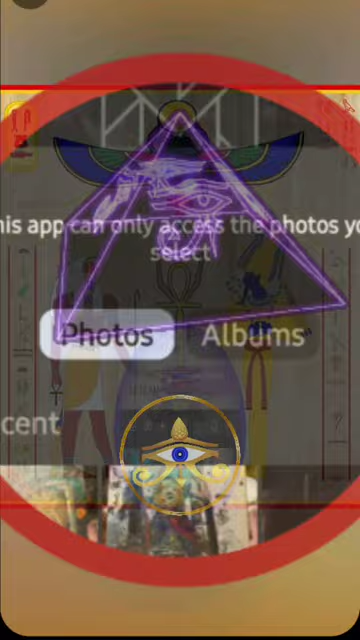 his app can only access the photos yo
select
Photos
Albums
cent